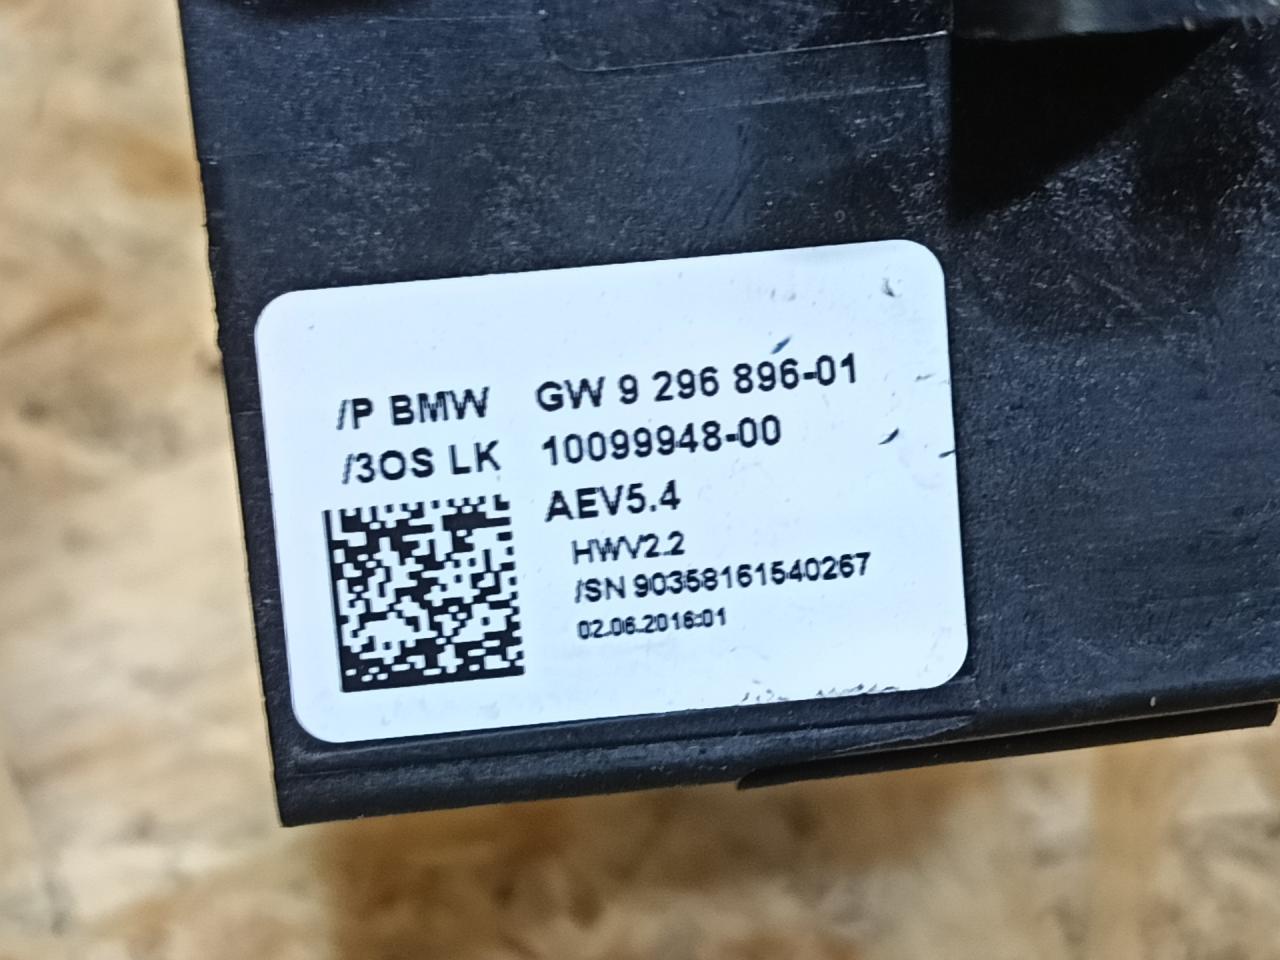 /P BMW GW 9 296 896-01
/3OS LK 10099948-00
AEV5.4
HWV2.2
/SN 90358161540267
02.06.2016:01